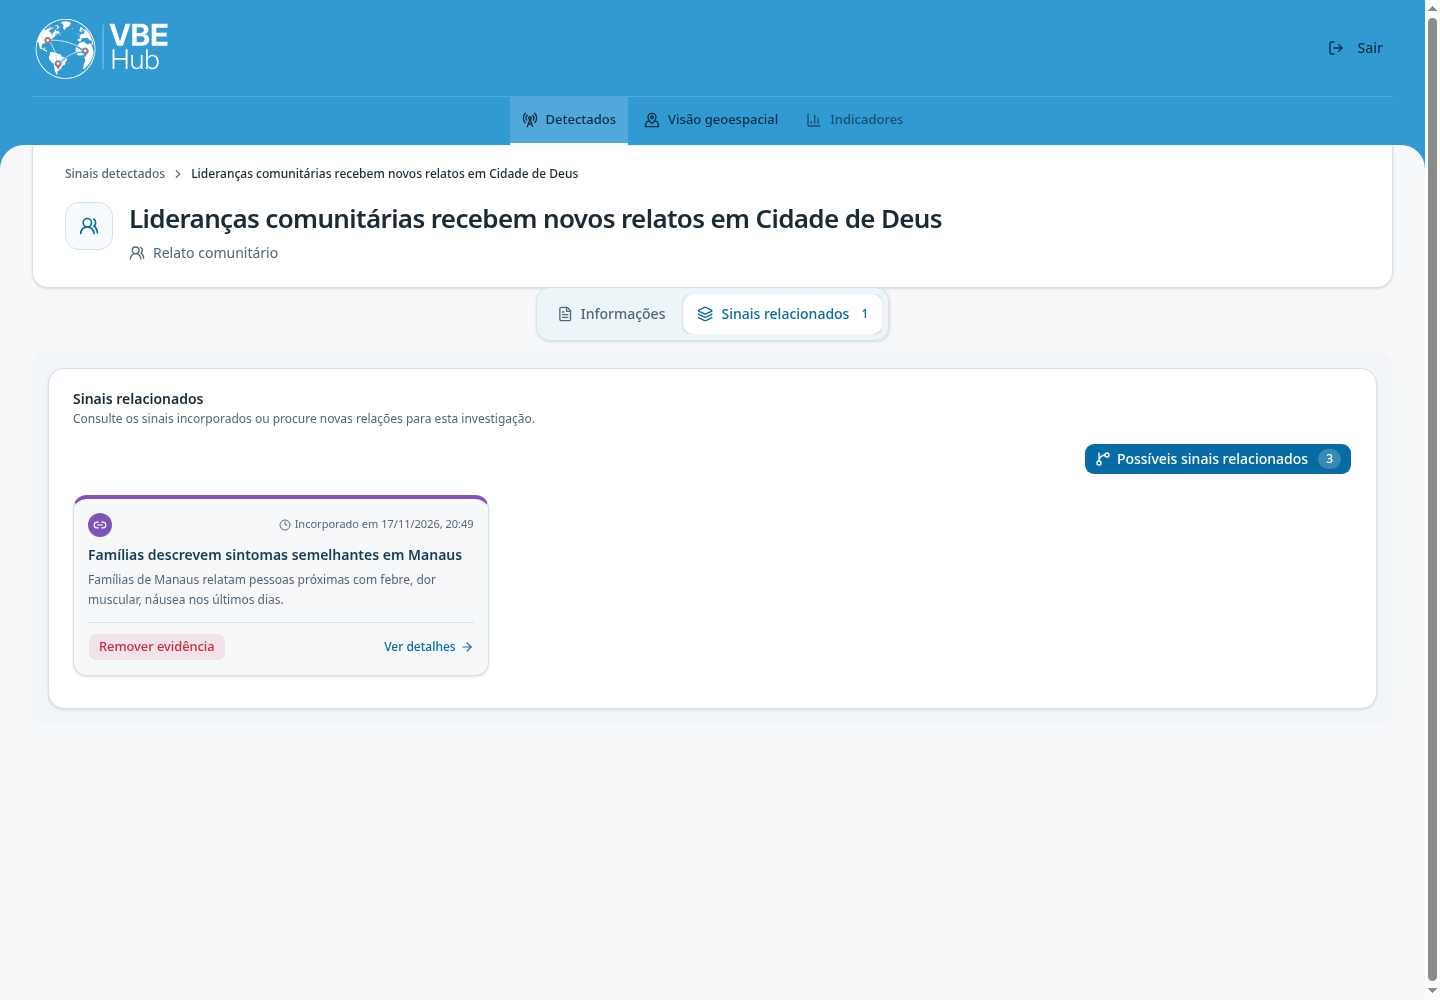 VBE
Hub
Sair
Detectados
Visão geoespacial
Indicadores
Sinais detectados
Lideranças comunitárias recebem novos relatos em Cidade de Deus
Lideranças comunitárias recebem novos relatos em Cidade de Deus
Relato comunitário
Informações
Sinais relacionados 1
Sinais relacionados
Consulte os sinais incorporados ou procure novas relações para esta investigação.
Possíveis sinais relacionados 3
Incorporado em 17/11/2026, 20:49
Famílias descrevem sintomas semelhantes em Manaus
Famílias de Manaus relatam pessoas próximas com febre, dor
muscular, náusea nos últimos dias.
Remover evidência
Ver detalhes